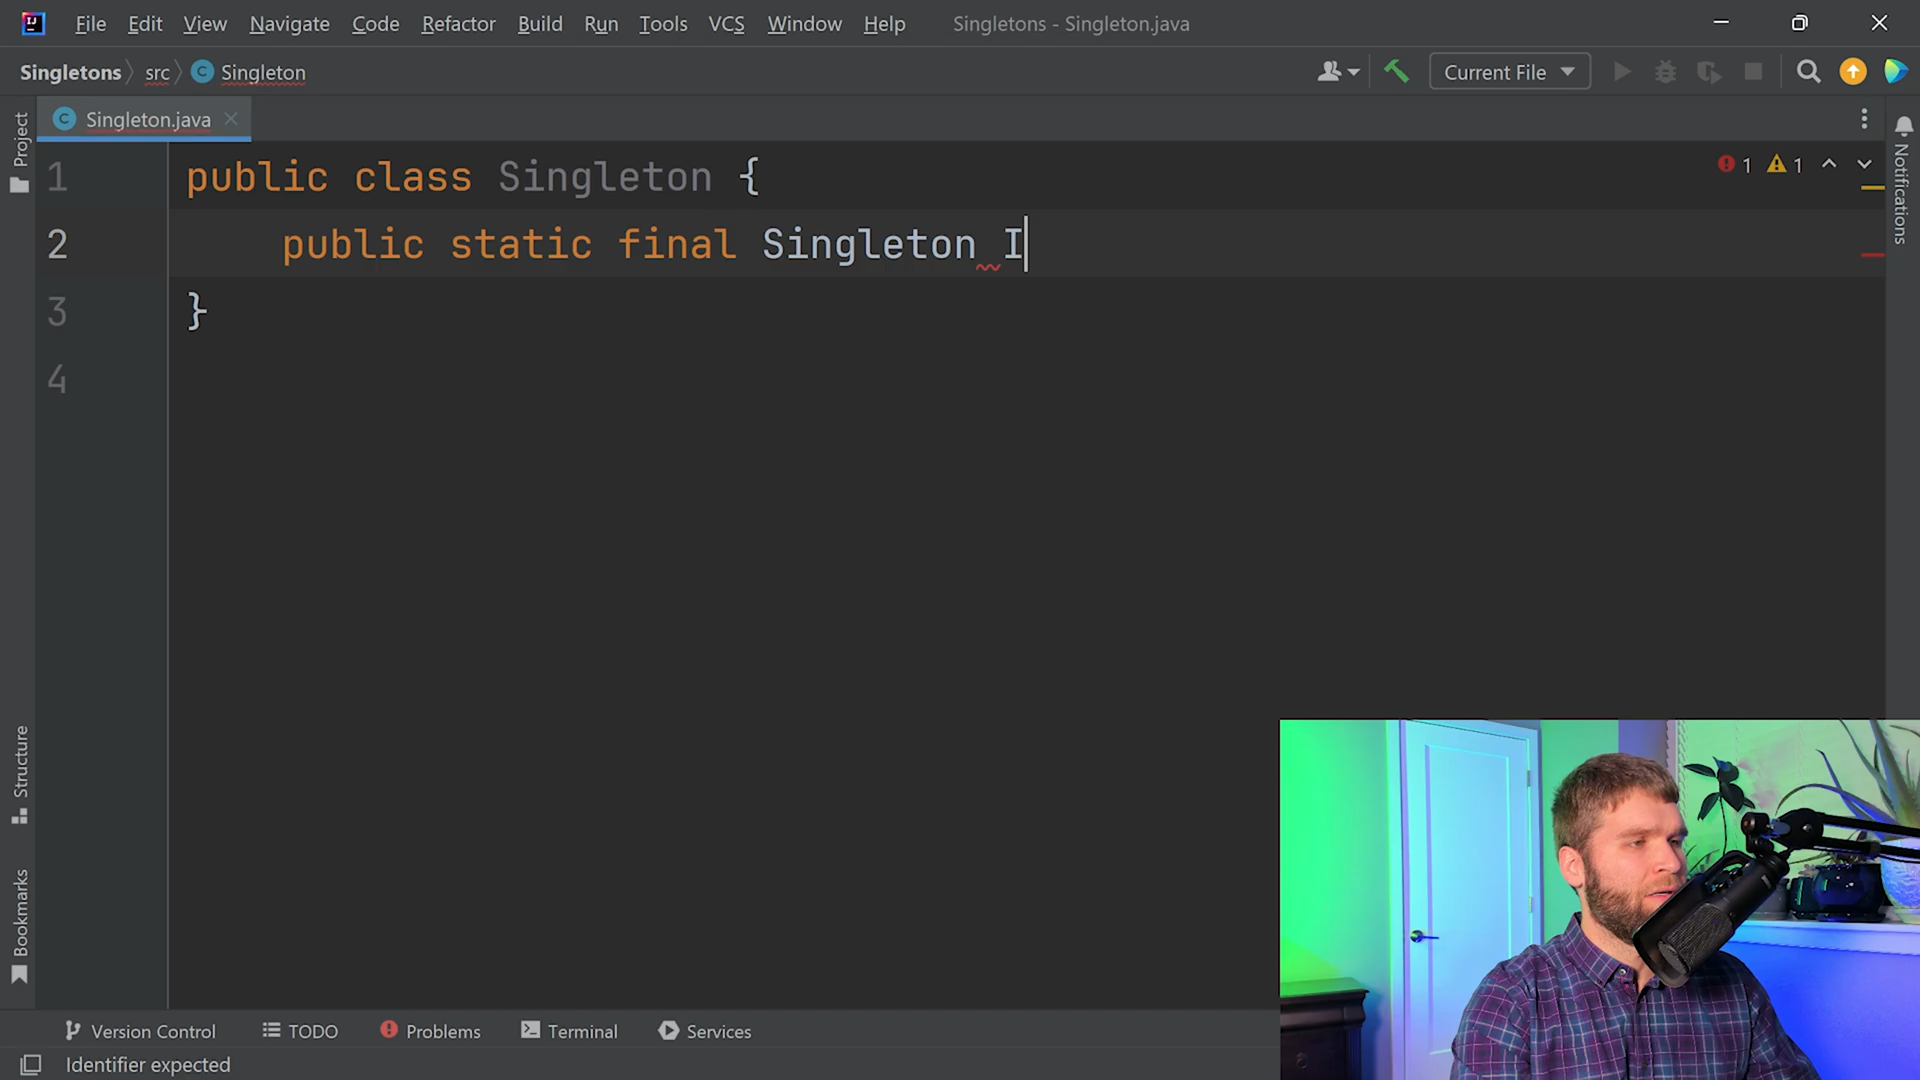 File Edit View Navigate Code Refactor Build Run Tools VCS Window Help Singletons - Singleton.java
Singletons src Singleton Current File
Singleton.java
Project
Notifications
1 public class Singleton {
1 1
2 public static final Singleton I
3 }
4
Structure
Bookmarks
Version Control TODO Problems Terminal Services
Identifier expected